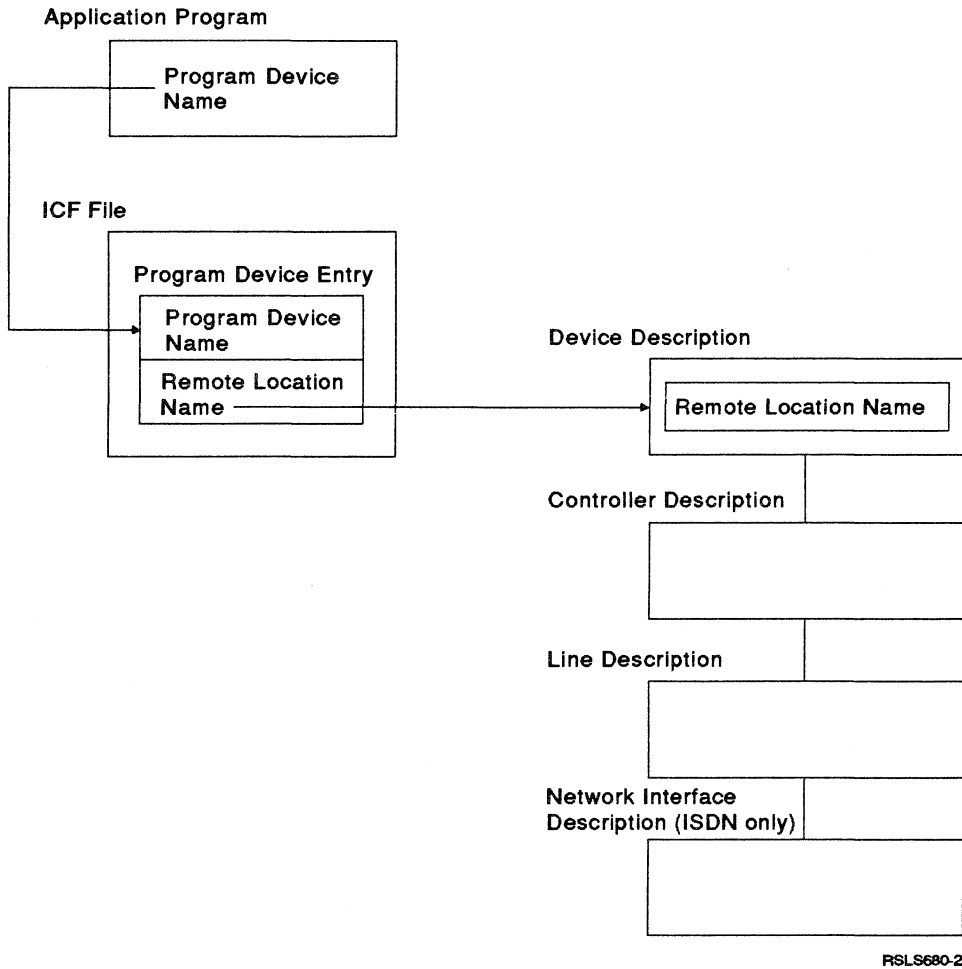 Application Program
Program Device
Name
ICF File
Program Device Entry
Program Device
Name
Remote Location
Name
Device Description
Remote Location Name
Controller Description
Line Description
Network Interface
Description (ISDN only)
RSLS680-2